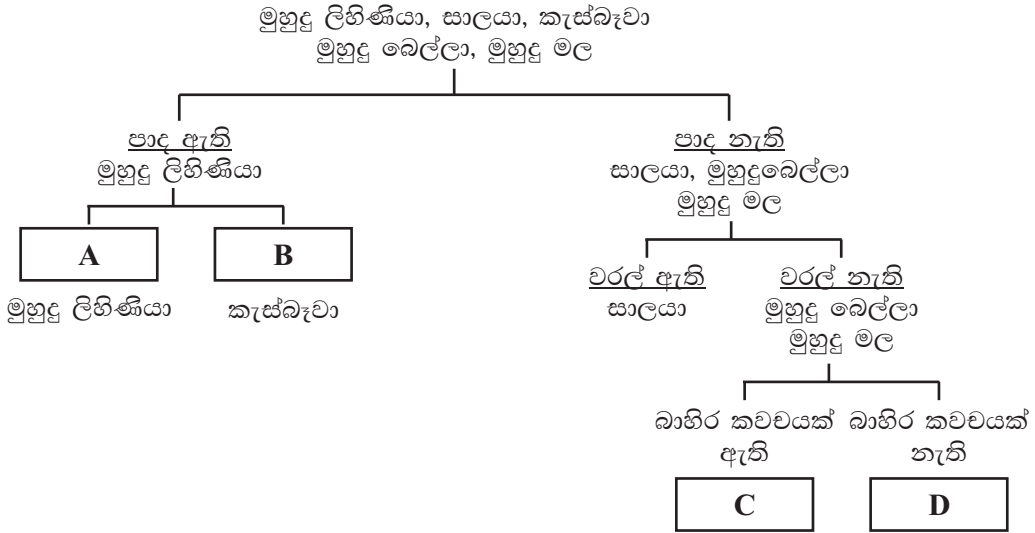 මුහුදු ලිහිණියා, සාලයා, කැස්බෑවා
මුහුදු බෙල්ලා, මුහුදු මල
පාද ඇති
මුහුදු ලිහිණියා
පාද නැති
සාලයා, මුහුදුබෙල්ලා
මුහුදු මල
A
B
මුහුදු ලිහිණියා
කැස්බෑවා
වරල් ඇති
සාලයා
වරල් නැති
මුහුදු බෙල්ලා
මුහුදු මල
බාහිර කවචයක්
ඇති
බාහිර කවචයක්
නැති
C
D